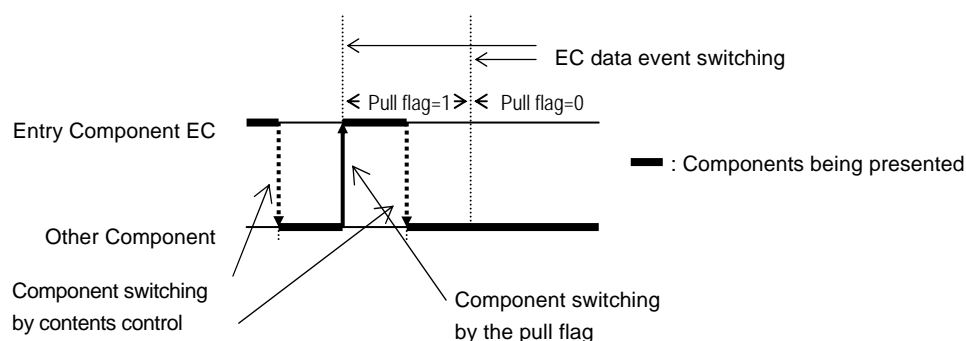 EC data event switching
Pull flag=1
Pull flag=0
Entry Component EC
: Components being presented
Other Component
Component switching
by contents control
Component switching
by the pull flag